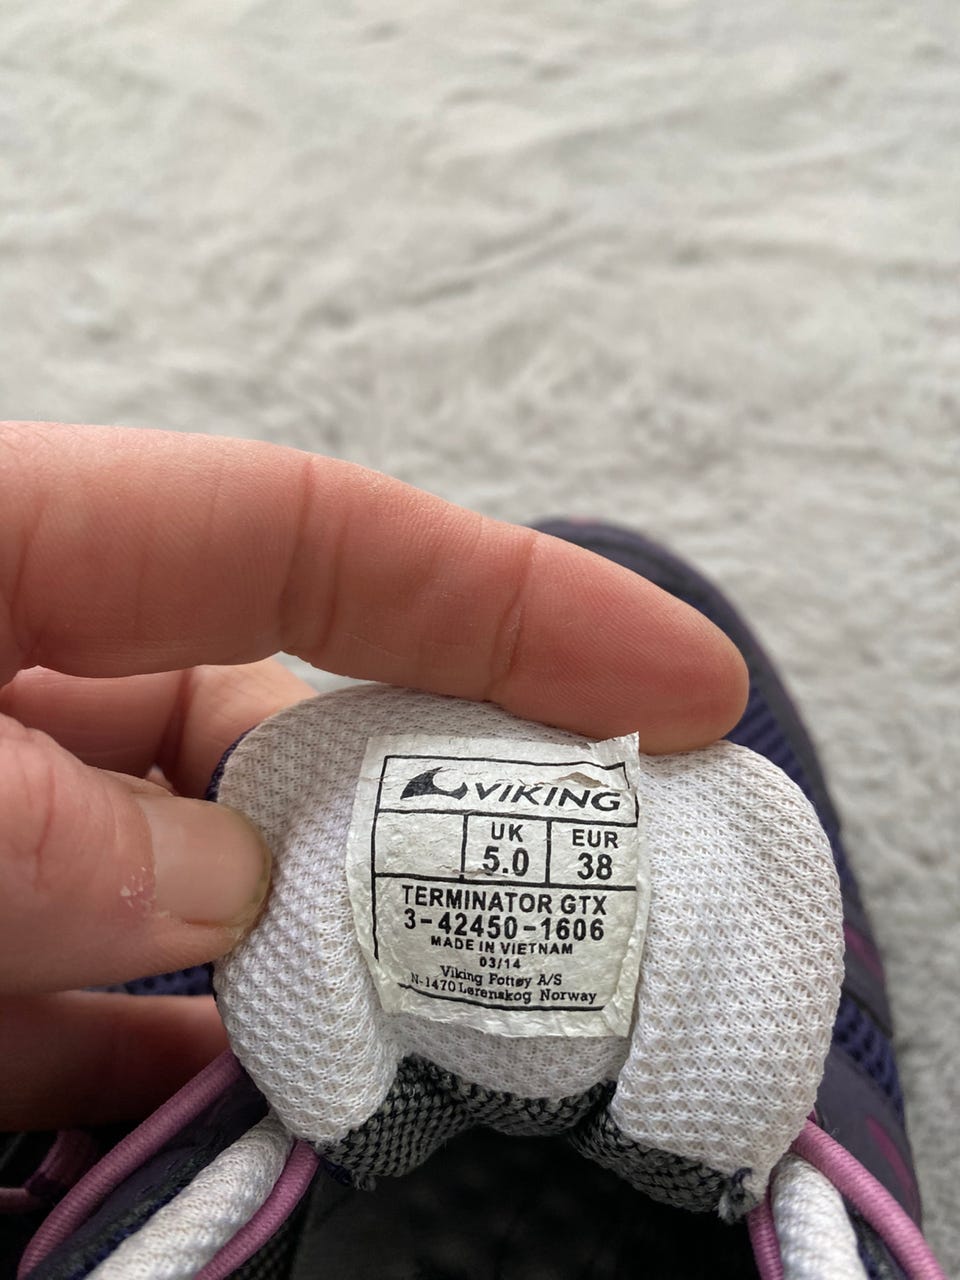 VIKING
UK EUR
5.0 38
TERMINATOR GTX
3-42450-1606
MADE IN VIETNAM
03/14
Viking Fottøy A/S
N-1470 Lørenskog Norway